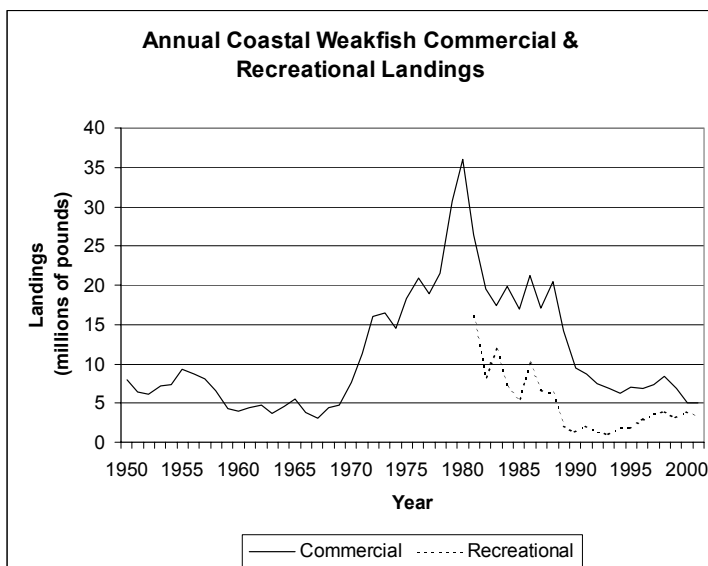 Annual Coastal Weakfish Commercial &
Recreational Landings
Landings
(millions of pounds)
40
35
30
25
20
15
10
5
0
1950 1955 1960 1965 1970 1975 1980 1985 1990 1995 2000
Year
Commercial Recreational